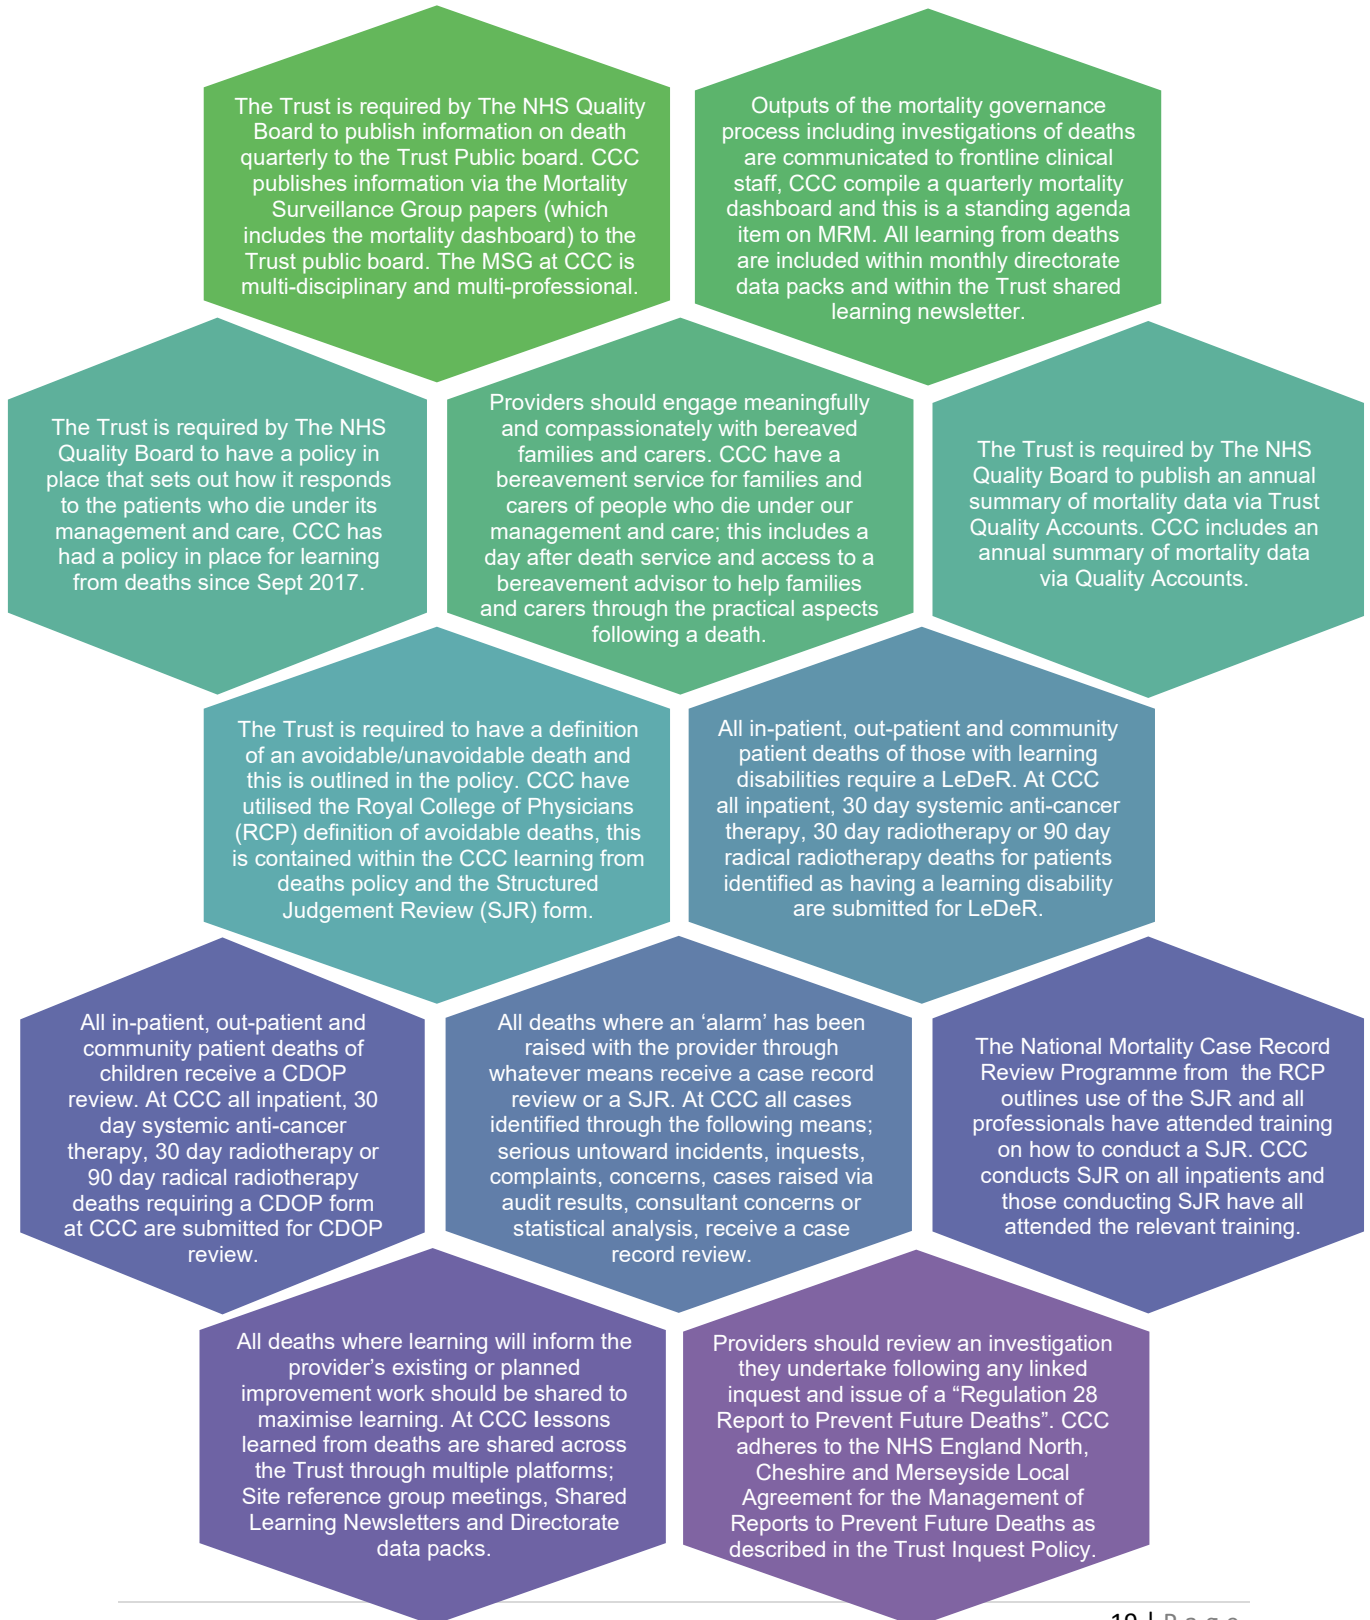 The Trust is required by The NHS Quality
Board to publish information on death
quarterly to the Trust Public board. CCC
publishes information via the Mortality
Surveillance Group papers (which
includes the mortality dashboard) to the
Trust public board. The MSG at CCC is
multi-disciplinary and multi-professional.
Outputs of the mortality governance
process including investigations of deaths
are communicated to frontline clinical
staff, CCC compile a quarterly mortality
dashboard and this is a standing agenda
item on MRM. All learning from deaths
are included within monthly directorate
data packs and within the Trust shared
learning newsletter.
The Trust is required by The NHS
Quality Board to have a policy in
place that sets out how it responds
to the patients who die under its
management and care, CCC has
had a policy in place for learning
from deaths since Sept 2017.
Providers should engage meaningfully
and compassionately with bereaved
families and carers. CCC have a
bereavement service for families and
carers of people who die under our
management and care; this includes a
day after death service and access to a
bereavement advisor to help families
and carers through the practical aspects
following a death.
The Trust is required by The NHS
Quality Board to publish an annual
summary of mortality data via Trust
Quality Accounts. CCC includes an
annual summary of mortality data
via Quality Accounts.
The Trust is required to have a definition
of an avoidable/unavoidable death and
this is outlined in the policy. CCC have
utilised the Royal College of Physicians
(RCP) definition of avoidable deaths, this
is contained within the CCC learning from
deaths policy and the Structured
Judgement Review (SJR) form.
All in-patient, out-patient and community
patient deaths of those with learning
disabilities require a LeDeR. At CCC
all inpatient, 30 day systemic anti-cancer
therapy, 30 day radiotherapy or 90 day
radical radiotherapy deaths for patients
identified as having a learning disability
are submitted for LeDeR.
All in-patient, out-patient and
community patient deaths of
children receive a CDOP
review. At CCC all inpatient, 30
day systemic anti-cancer
therapy, 30 day radiotherapy or
90 day radical radiotherapy
deaths requiring a CDOP form
at CCC are submitted for CDOP
review.
All deaths where an ‘alarm’ has been
raised with the provider through
whatever means receive a case record
review or a SJR. At CCC all cases
identified through the following means;
serious untoward incidents, inquests,
complaints, concerns, cases raised via
audit results, consultant concerns or
statistical analysis, receive a case
record review.
The National Mortality Case Record
Review Programme from the RCP
outlines use of the SJR and all
professionals have attended training
on how to conduct a SJR. CCC
conducts SJR on all inpatients and
those conducting SJR have all
attended the relevant training.
All deaths where learning will inform the
provider’s existing or planned
improvement work should be shared to
maximise learning. At CCC lessons
learned from deaths are shared across
the Trust through multiple platforms;
Site reference group meetings, Shared
Learning Newsletters and Directorate
data packs.
Providers should review an investigation
they undertake following any linked
inquest and issue of a “Regulation 28
Report to Prevent Future Deaths”. CCC
adheres to the NHS England North,
Cheshire and Merseyside Local
Agreement for the Management of
Reports to Prevent Future Deaths as
described in the Trust Inquest Policy.